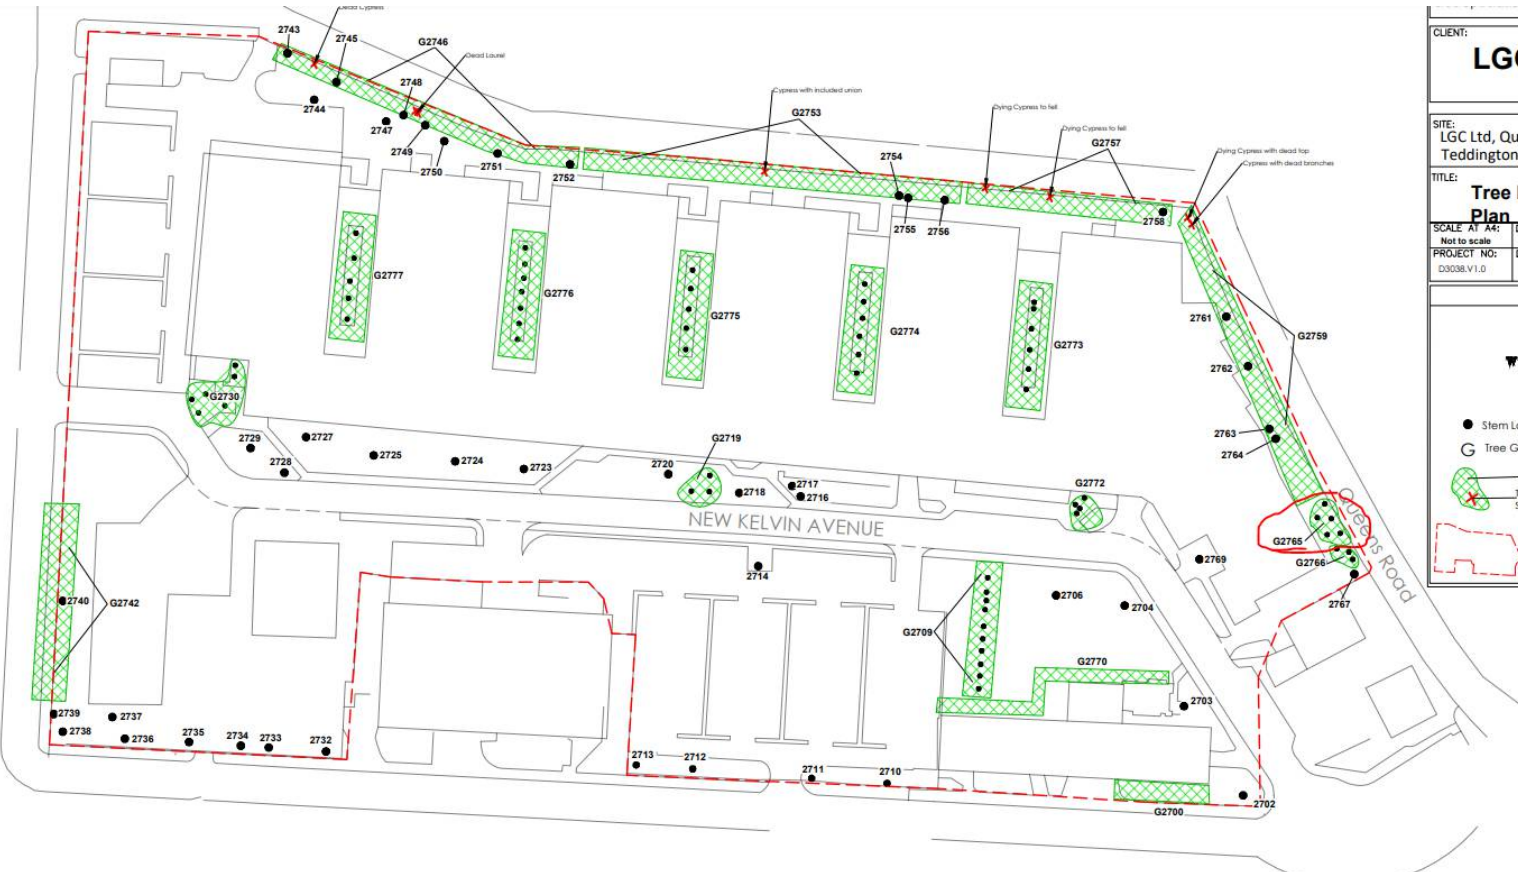 Dead Cypress
CLIENT:
2743
2745
G2746
Dead Laurel
2748
2744
2747
2749
2750
2751
2752
Cypress with included union
G2753
Dying Cypress to fell
Dying Cypress to fell
2754
G2757
2755
2756
2758
Dying Cypress with dead top
Cypress with dead branches
SITE:
LGC Ltd, Qu
Teddington
TITLE:
Tree
Plan
SCALE AT A4:
Not to scale
PROJECT NO:
D3038.V1.0
G2777
G2776
G2775
G2774
G2773
2761
G2759
2762
2763
2764
G2730
2729
2727
2728
2725
2724
2723
2720
G2719
2718
2717
2716
G2772
NEW KELVIN AVENUE
Queens Road
G2765
G2766
2767
2769
2714
2706
2704
G2709
G2770
2703
2740
G2742
2739
2738
2737
2736
2735
2734
2733
2732
2713
2712
2711
2710
G2700
2702
Stem Lo
G Tree G